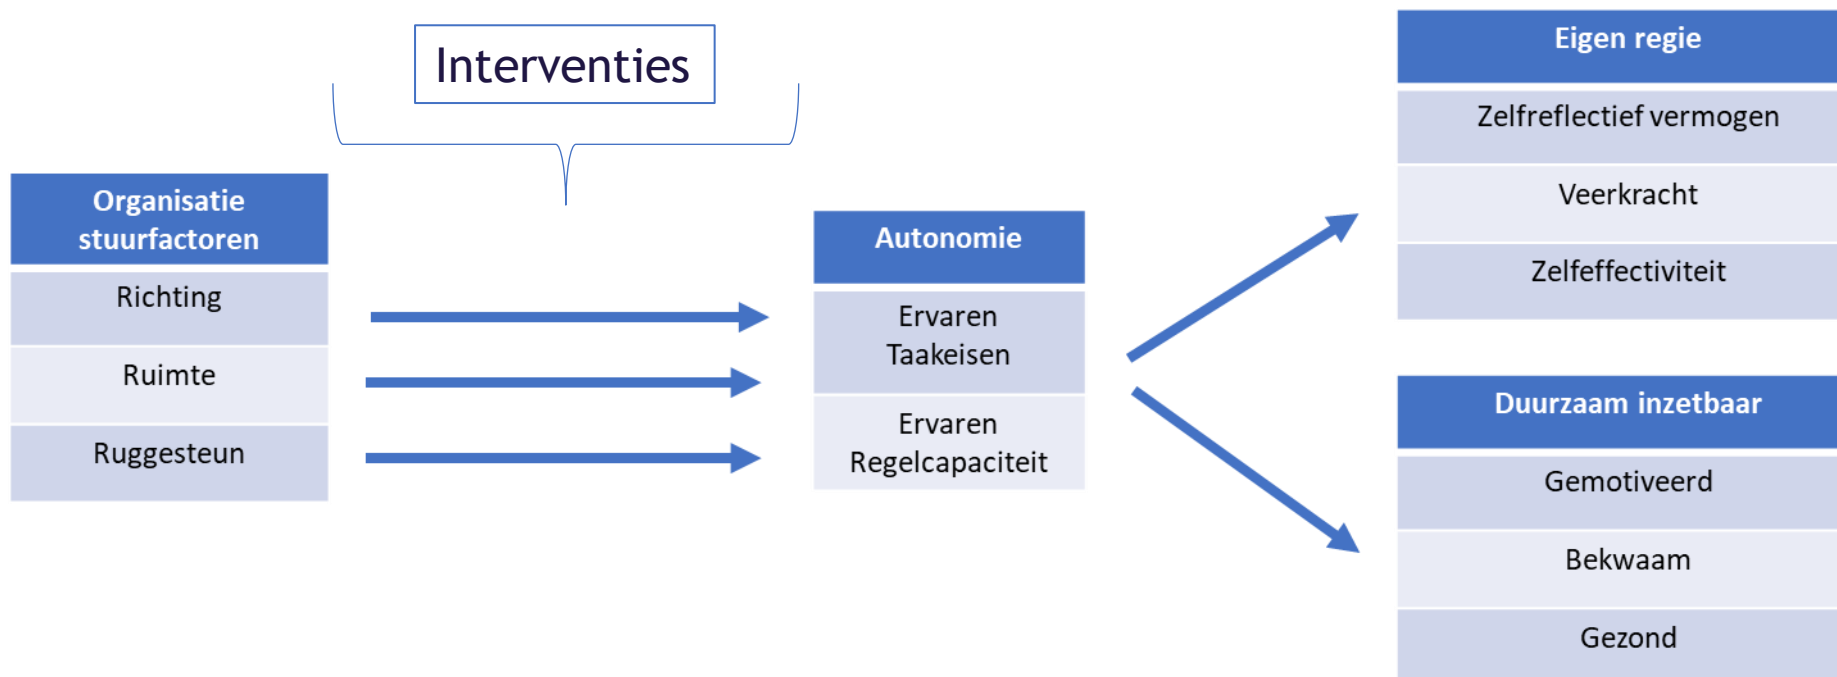 Interventies
Organisatie
stuurfactoren
Richting
Ruimte
Ruggesteun
Autonomie
Ervaren
Taakeisen
Ervaren
Regelcapaciteit
Eigen regie
Zelfreflectief vermogen
Veerkracht
Zelfeffectiviteit
Duurzaam inzetbaar
Gemotiveerd
Bekwaam
Gezond